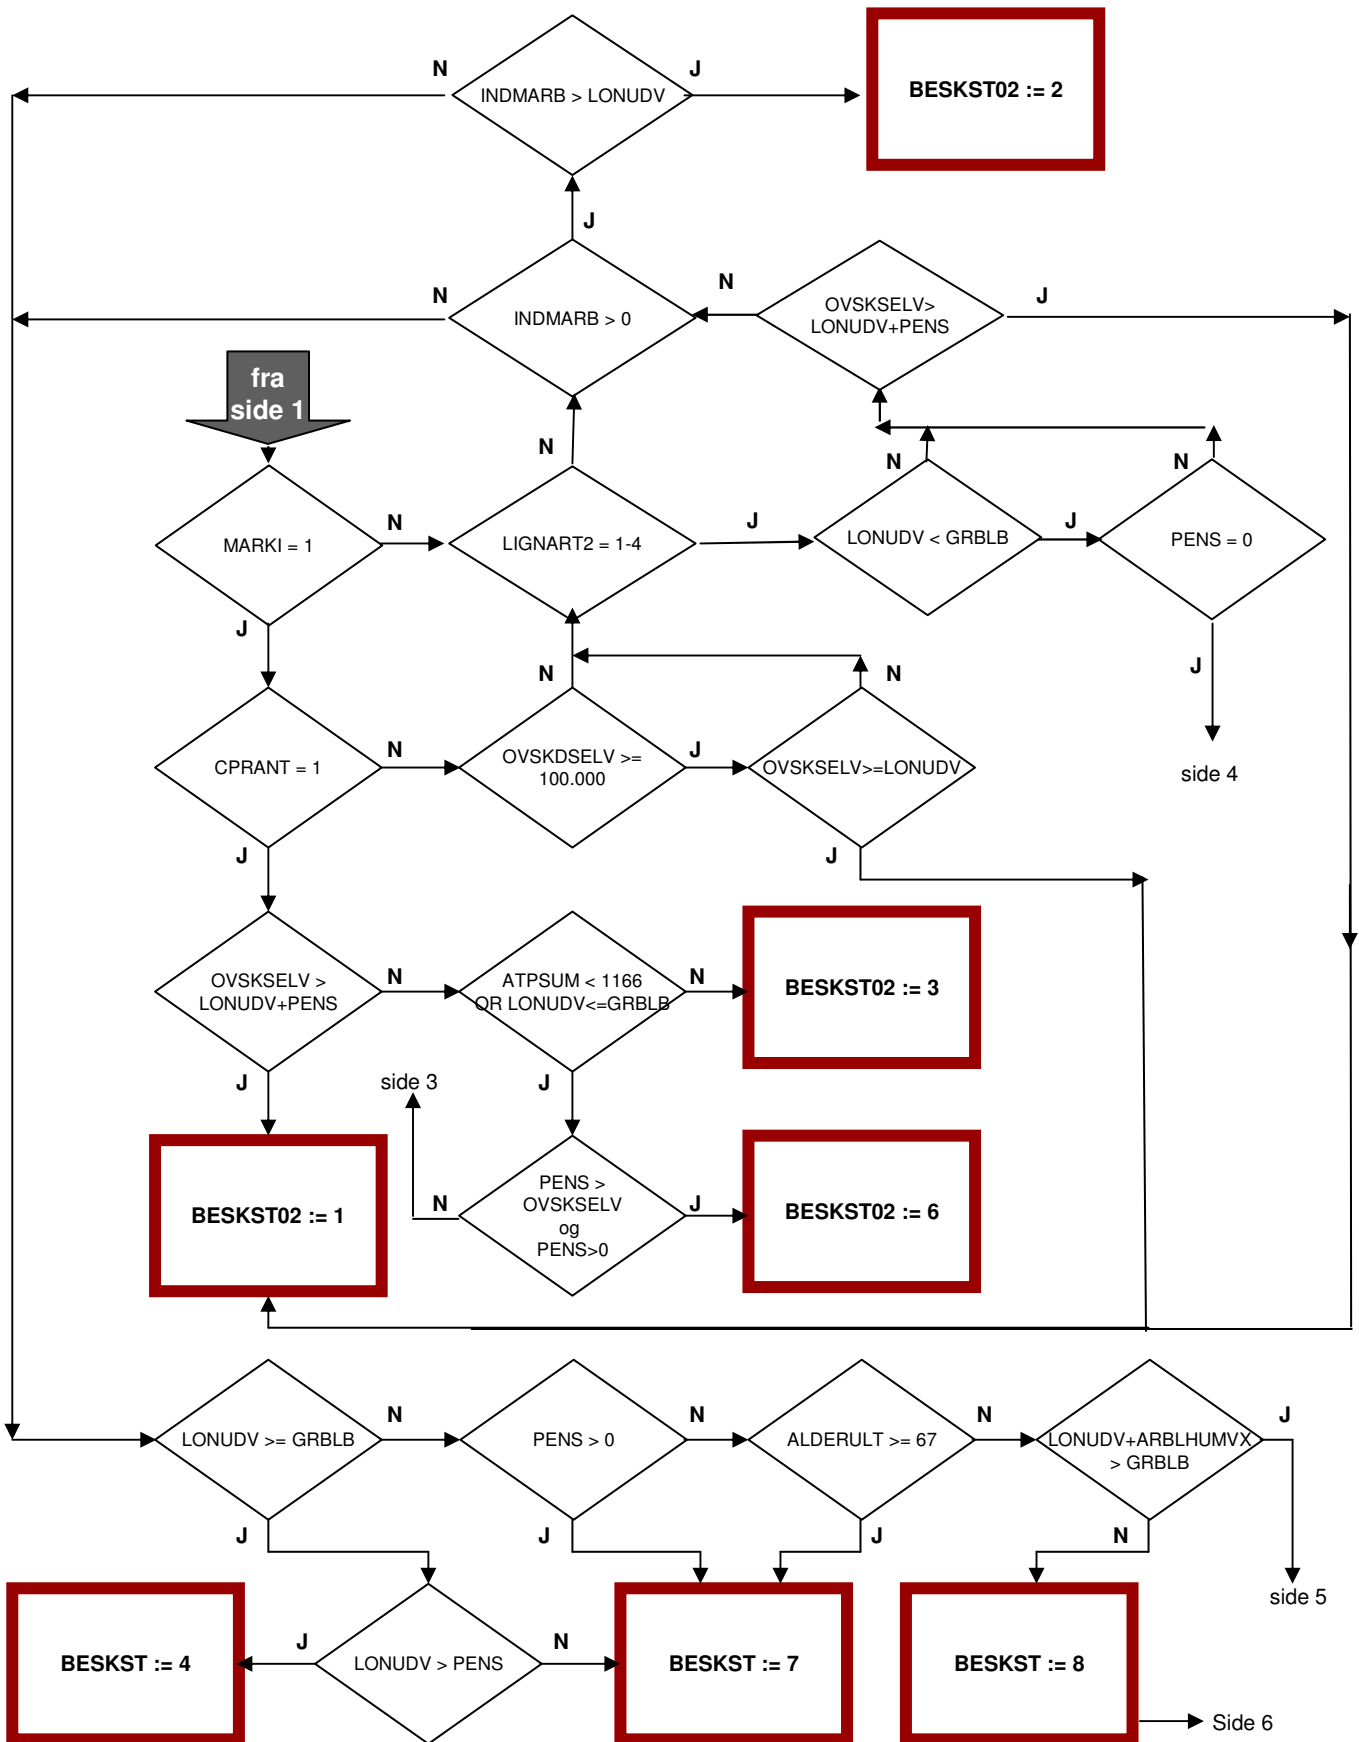 N
J
INDMARB > LONUDV
BESKST02 := 2
J
N
INDMARB > 0
N
OVSKSELV>
LONUDV+PENS
J
fra
side 1
N
N
N
MARKI = 1
N
LIGNART2 = 1-4
J
LONUDV < GRBLB
J
PENS = 0
J
N
N
J
CPRANT = 1
N
OVSKDSELV >=
100.000
J
OVSKSELV>=LONUDV
side 4
J
J
OVSKSELV >
LONUDV+PENS
N
ATPSUM < 1166
OR LONUDV<=GRBLB
N
BESKST02 := 3
J
side 3
J
BESKST02 := 1
N
PENS >
OVSKSELV
og
PENS>0
J
BESKST02 := 6
LONUDV >= GRBLB
N
PENS > 0
N
ALDERULT >= 67
N
LONUDV+ARBLHUMVX
> GRBLB
J
J
J
J
N
side 5
BESKST := 4
J
LONUDV > PENS
N
BESKST := 7
BESKST := 8
Side 6